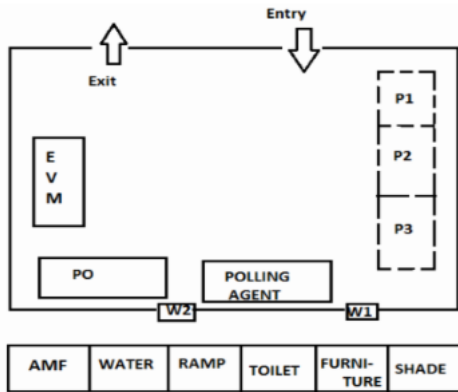 Entry
Exit
P1
P2
P3
E
V
M
PO
POLLING
AGENT
W2
W1
AMF
WATER
RAMP
TOILET
FURNI-
TURE
SHADE